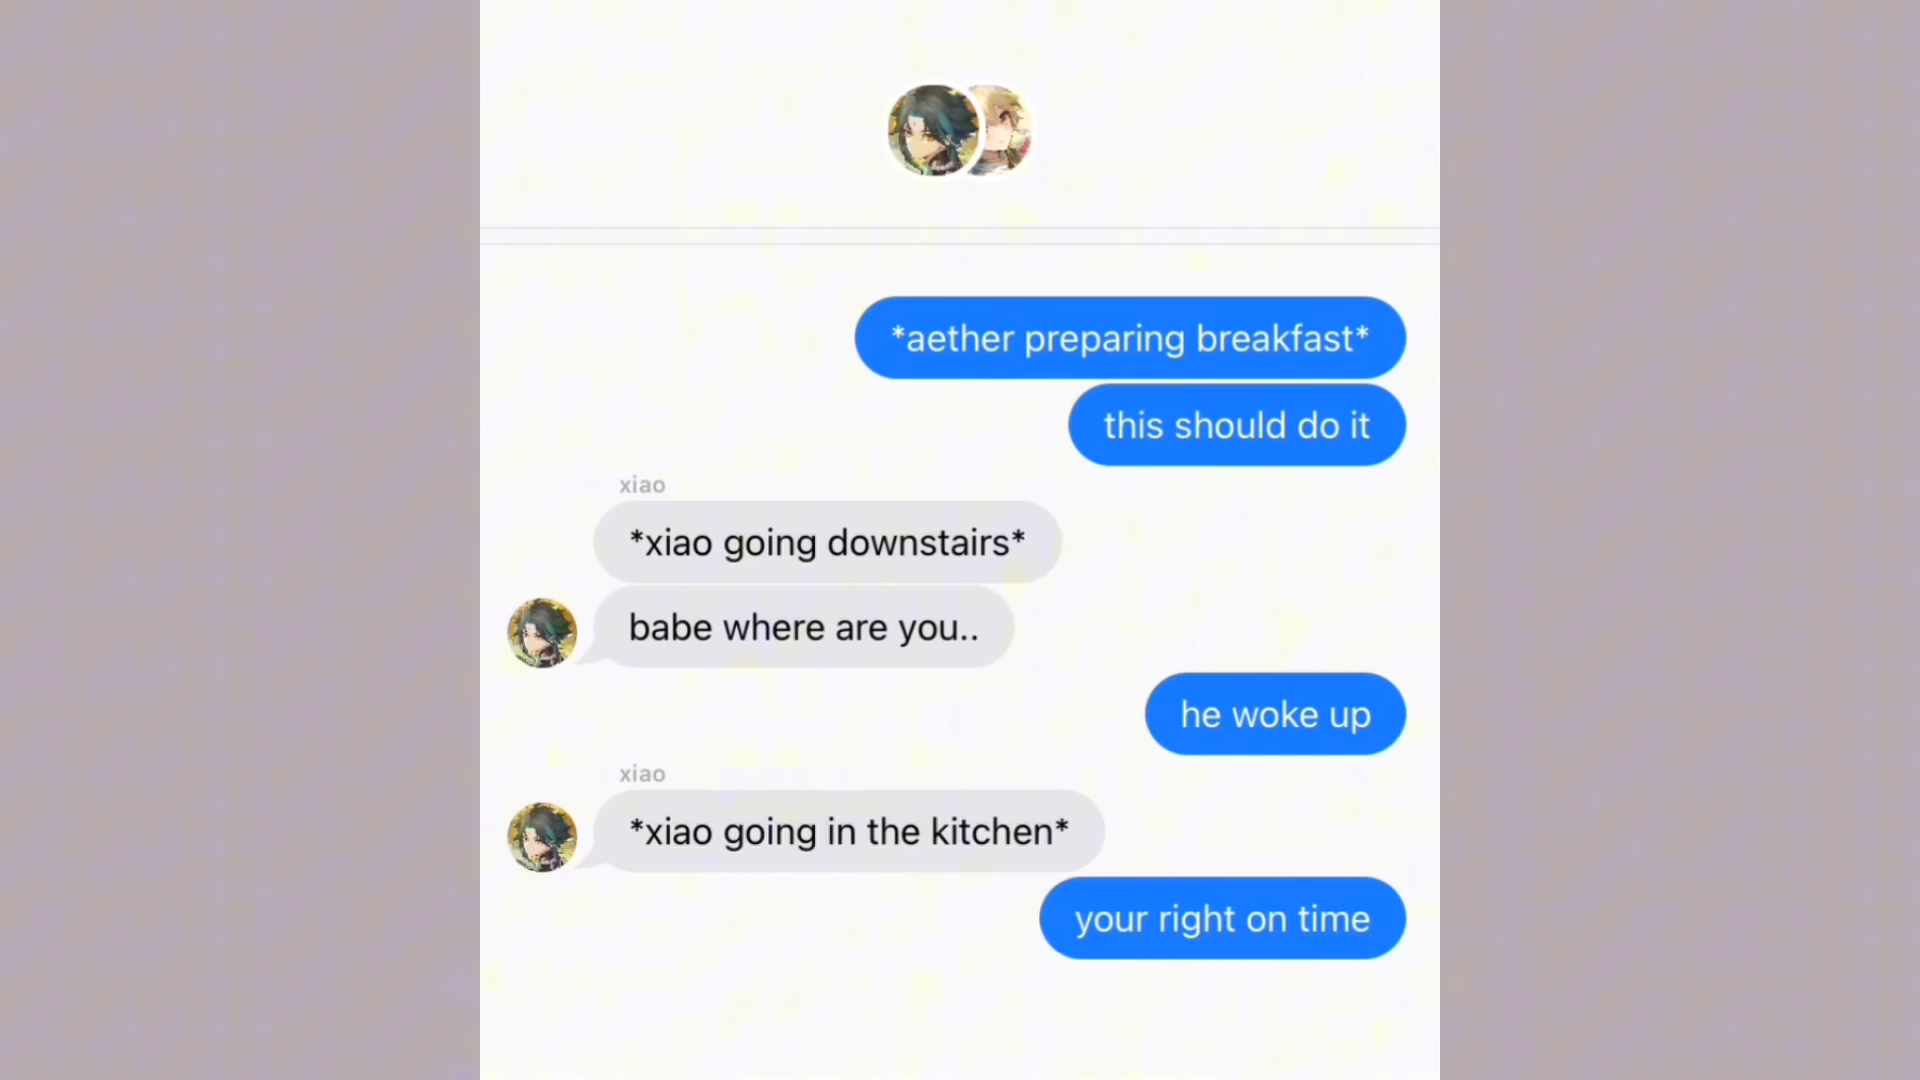 *aether preparing breakfast*
this should do it
xiao
*xiao going downstairs*
babe where are you..
he woke up
xiao
*xiao going in the kitchen*
your right on time